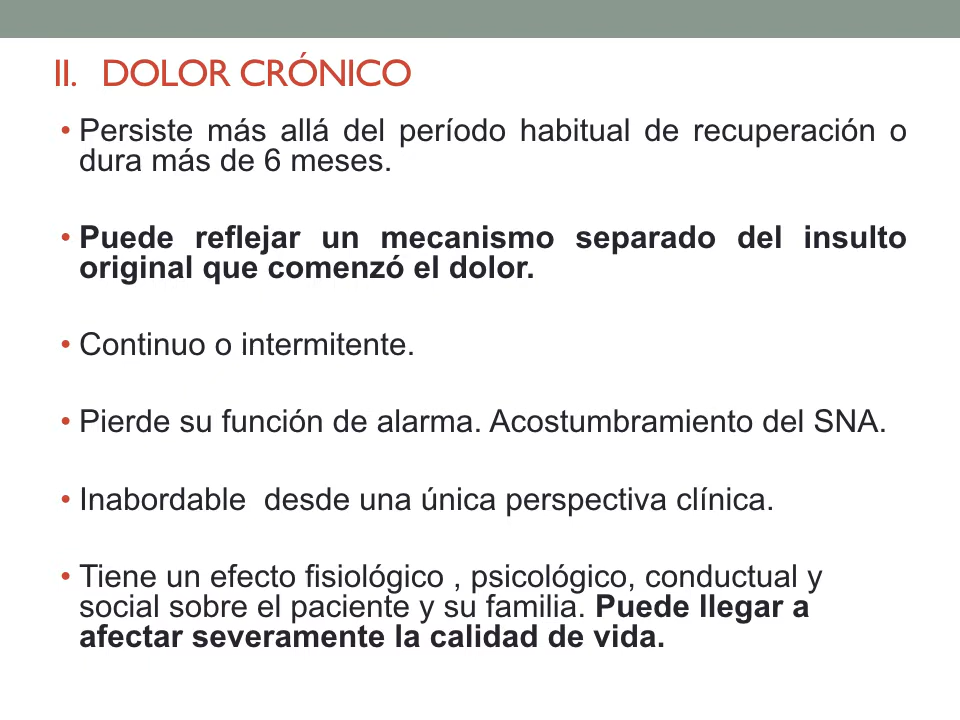 II. DOLOR CRÓNICO
• Persiste más allá del período habitual de recuperación o
dura más de 6 meses.
• Puede reflejar un mecanismo separado del insulto
original que comenzó el dolor.
• Continuo o intermitente.
• Pierde su función de alarma. Acostumbramiento del SNA.
• Inabordable  desde una única perspectiva clínica.
• Tiene un efecto fisiológico , psicológico, conductual y
social sobre el paciente y su familia. Puede llegar a
afectar severamente la calidad de vida.